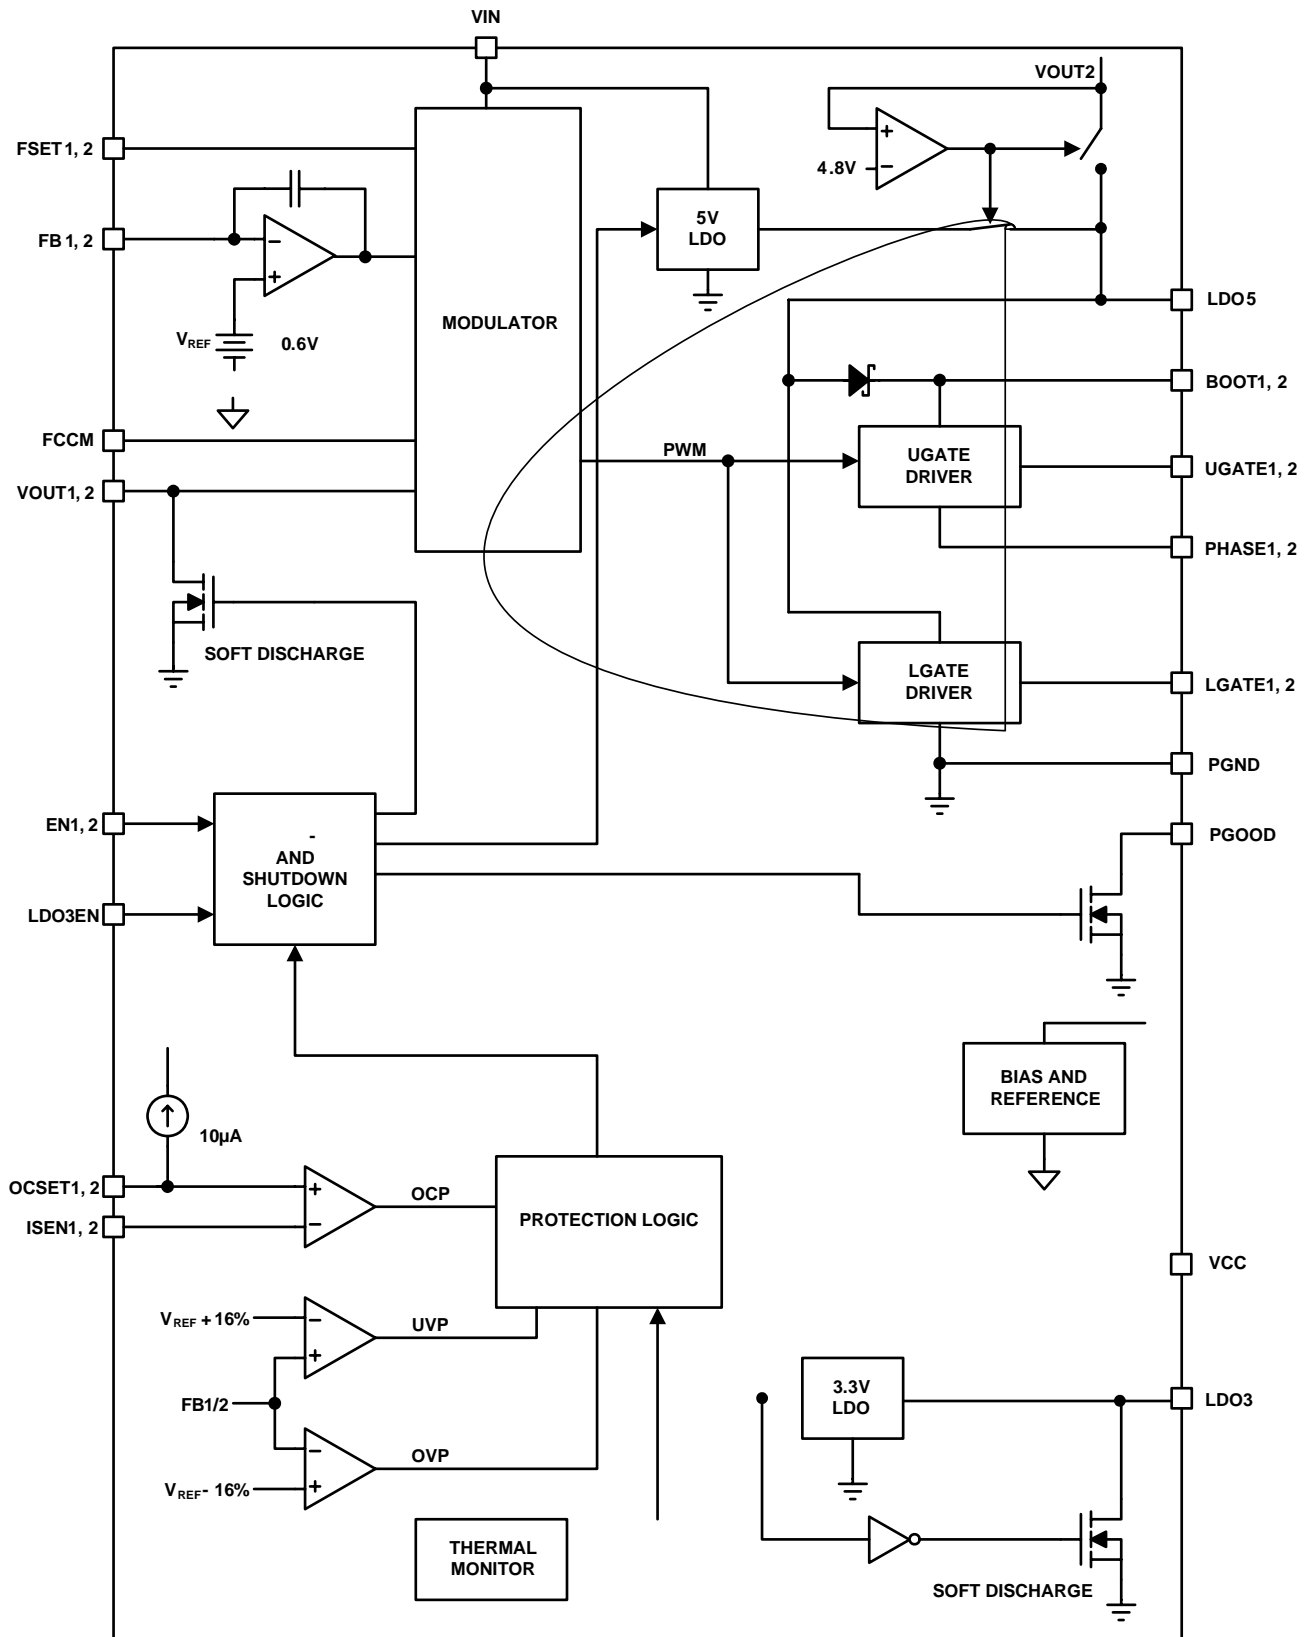 VIN
VOUT2
FSET1, 2
+
4.8V
−
5V
LDO
FB1, 2
−
+
VREF
0.6V
MODULATOR
LDO5
BOOT1, 2
FCCM
PWM
UGATE
DRIVER
UGATE1, 2
VOUT1, 2
PHASE1, 2
SOFT DISCHARGE
LGATE
DRIVER
LGATE1, 2
PGND
EN1, 2
PGOOD
-
AND
SHUTDOWN
LOGIC
LDO3EN
BIAS AND
REFERENCE
10µA
OCSET1, 2
+
OCP
ISEN1, 2
−
PROTECTION LOGIC
VCC
VREF + 16%
−
UVP
+
FB1/2
3.3V
LDO
LDO3
−
OVP
VREF- 16%
+
THERMAL
MONITOR
SOFT DISCHARGE